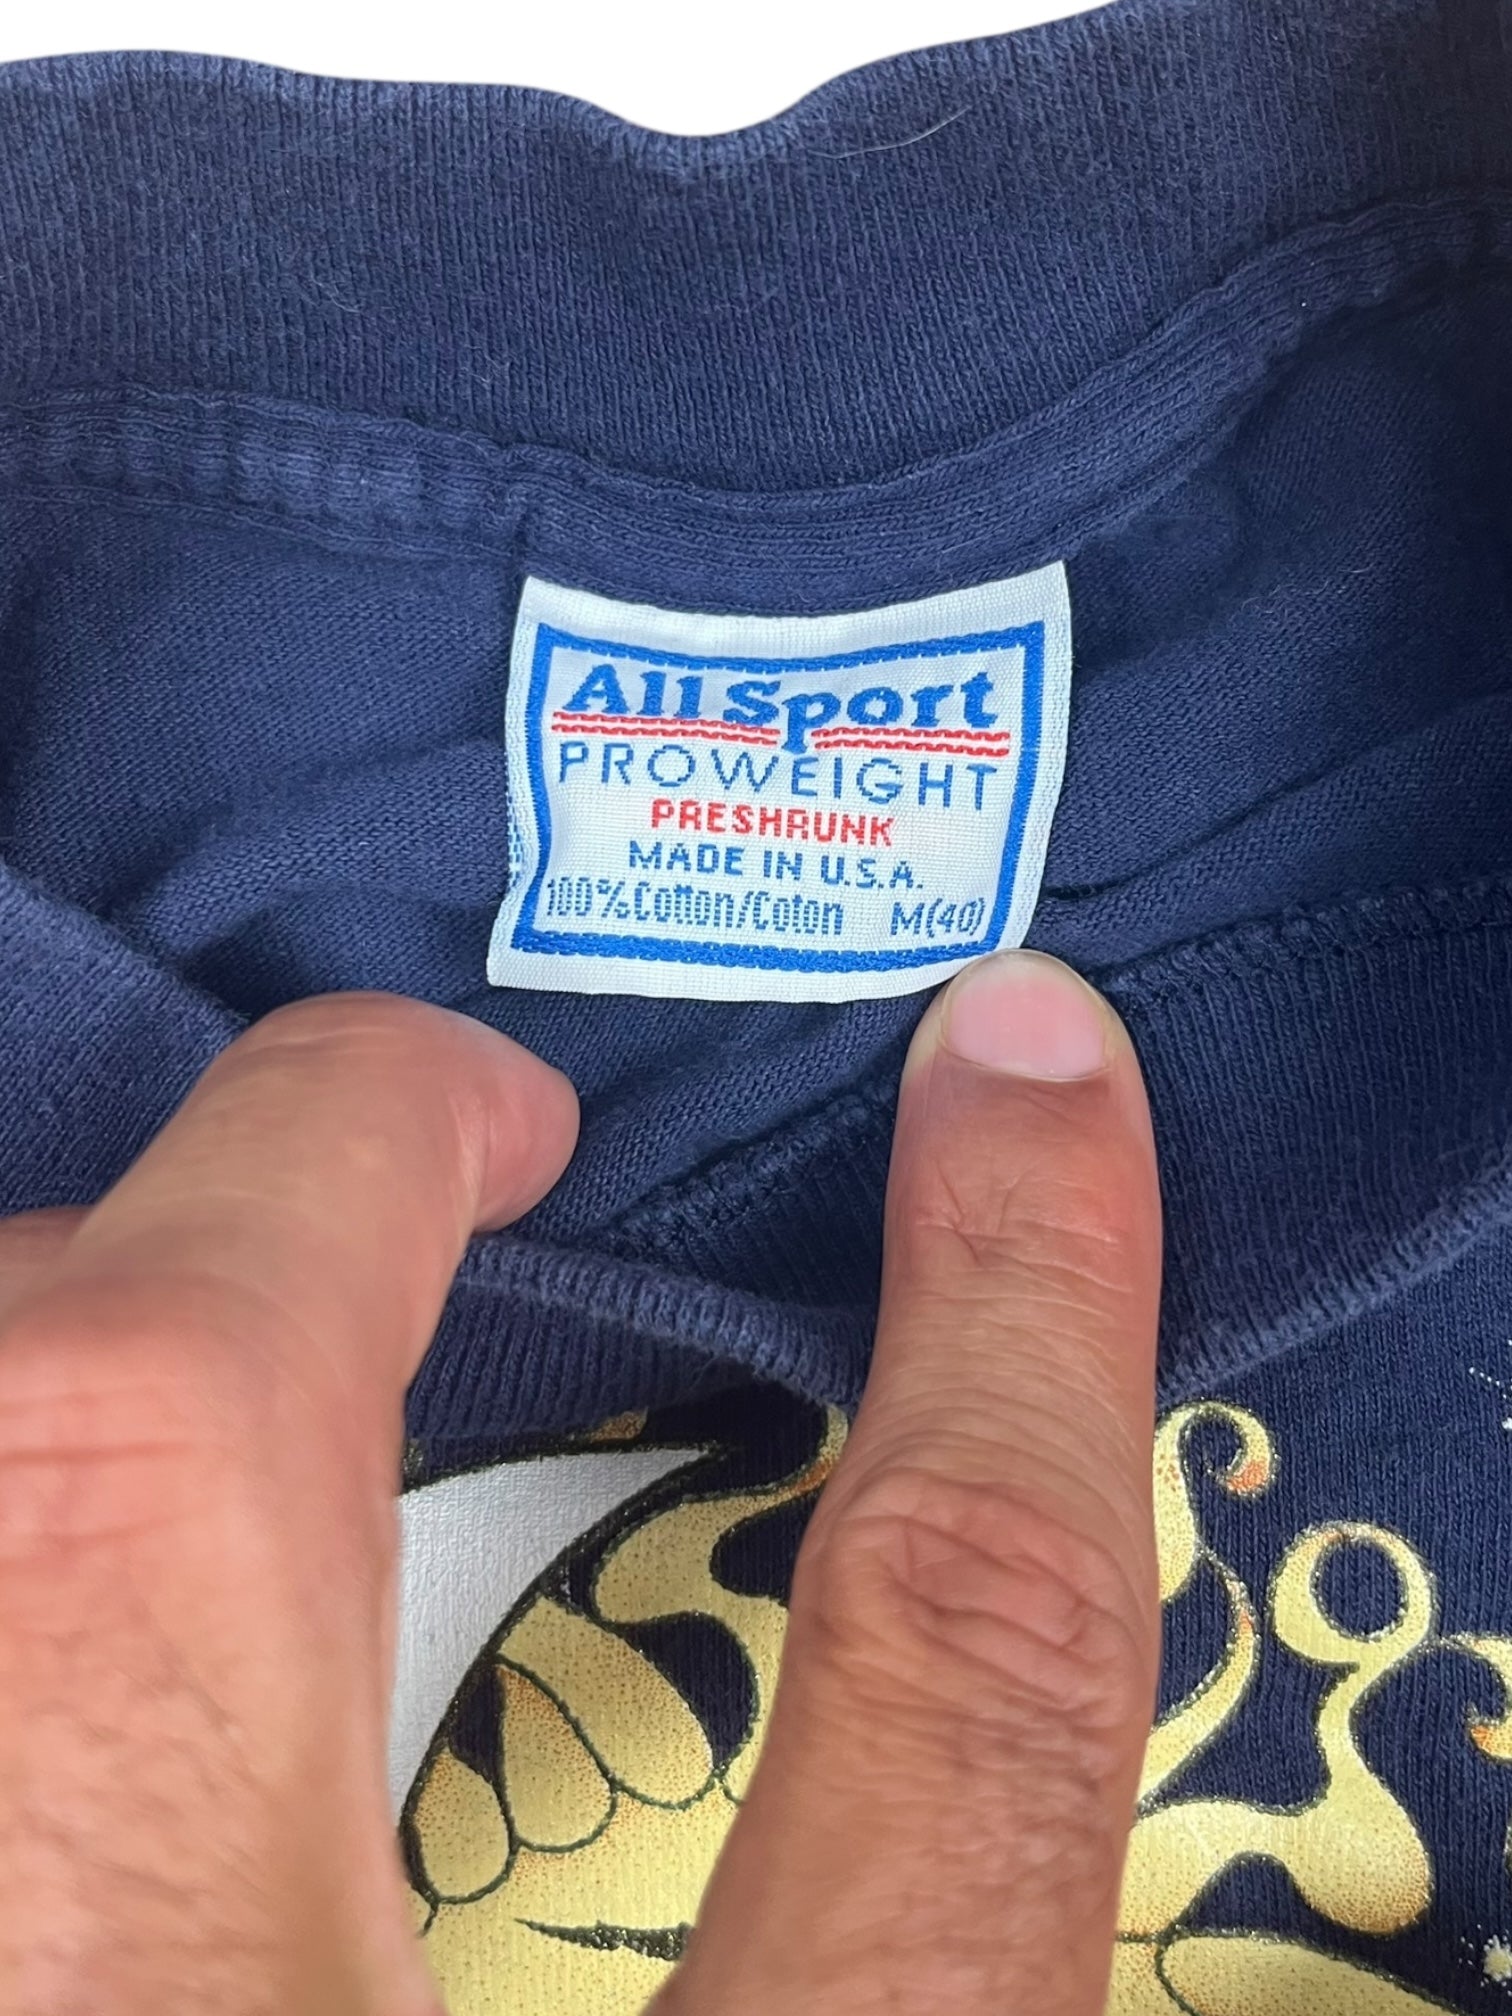 All Sport
PROWEIGHT
PRESHRUNK
MADE IN U.S.A.
100% Cotton/Coton M(40)